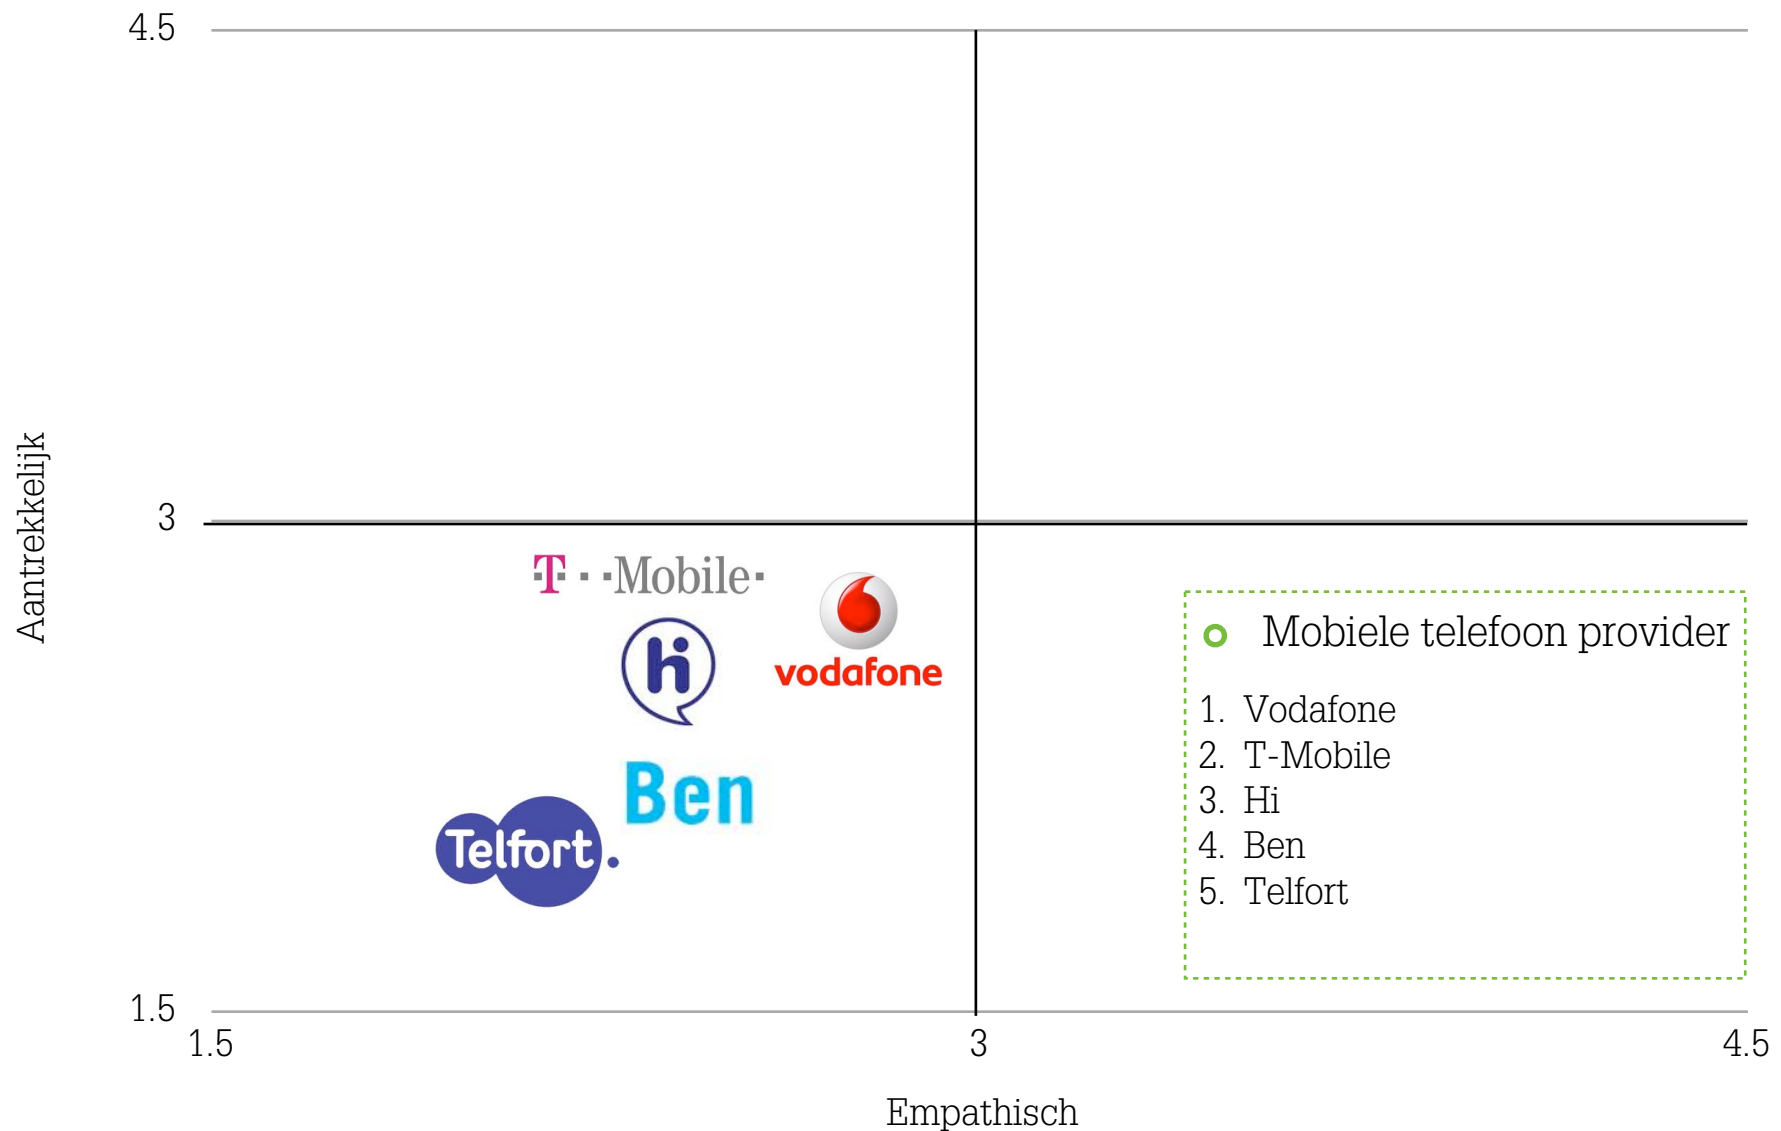 4.5
Aantrekkelijk
3
T··Mobile·
hi
vodafone
Ben
Telfort.
Mobiele telefoon provider
1. Vodafone
2. T-Mobile
3. Hi
4. Ben
5. Telfort
1.5
1.5 3 4.5
Empathisch